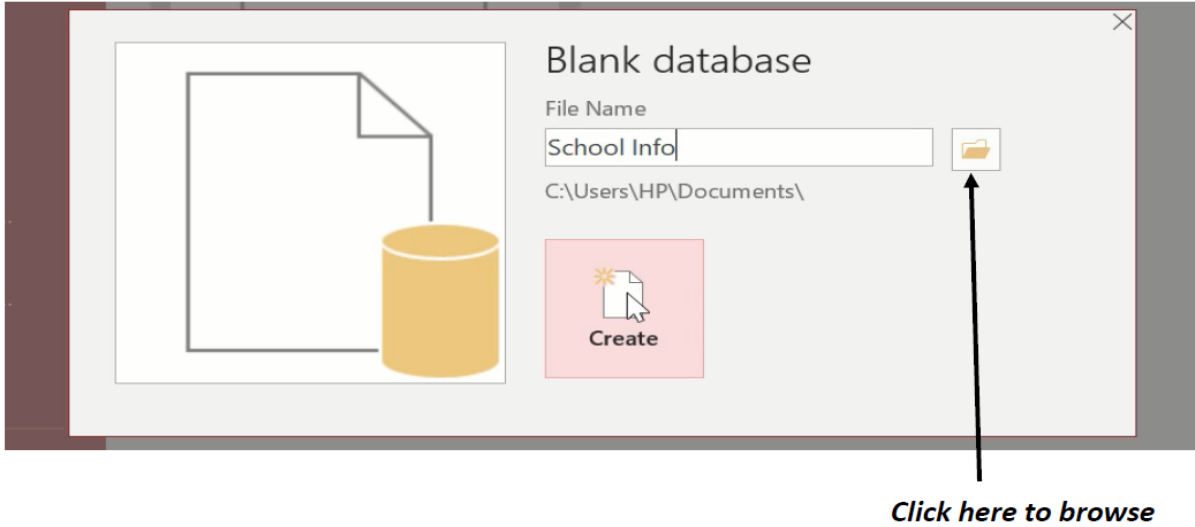 Blank database
File Name
School Info
C:\Users\HP\Documents\
Create
Click here to browse